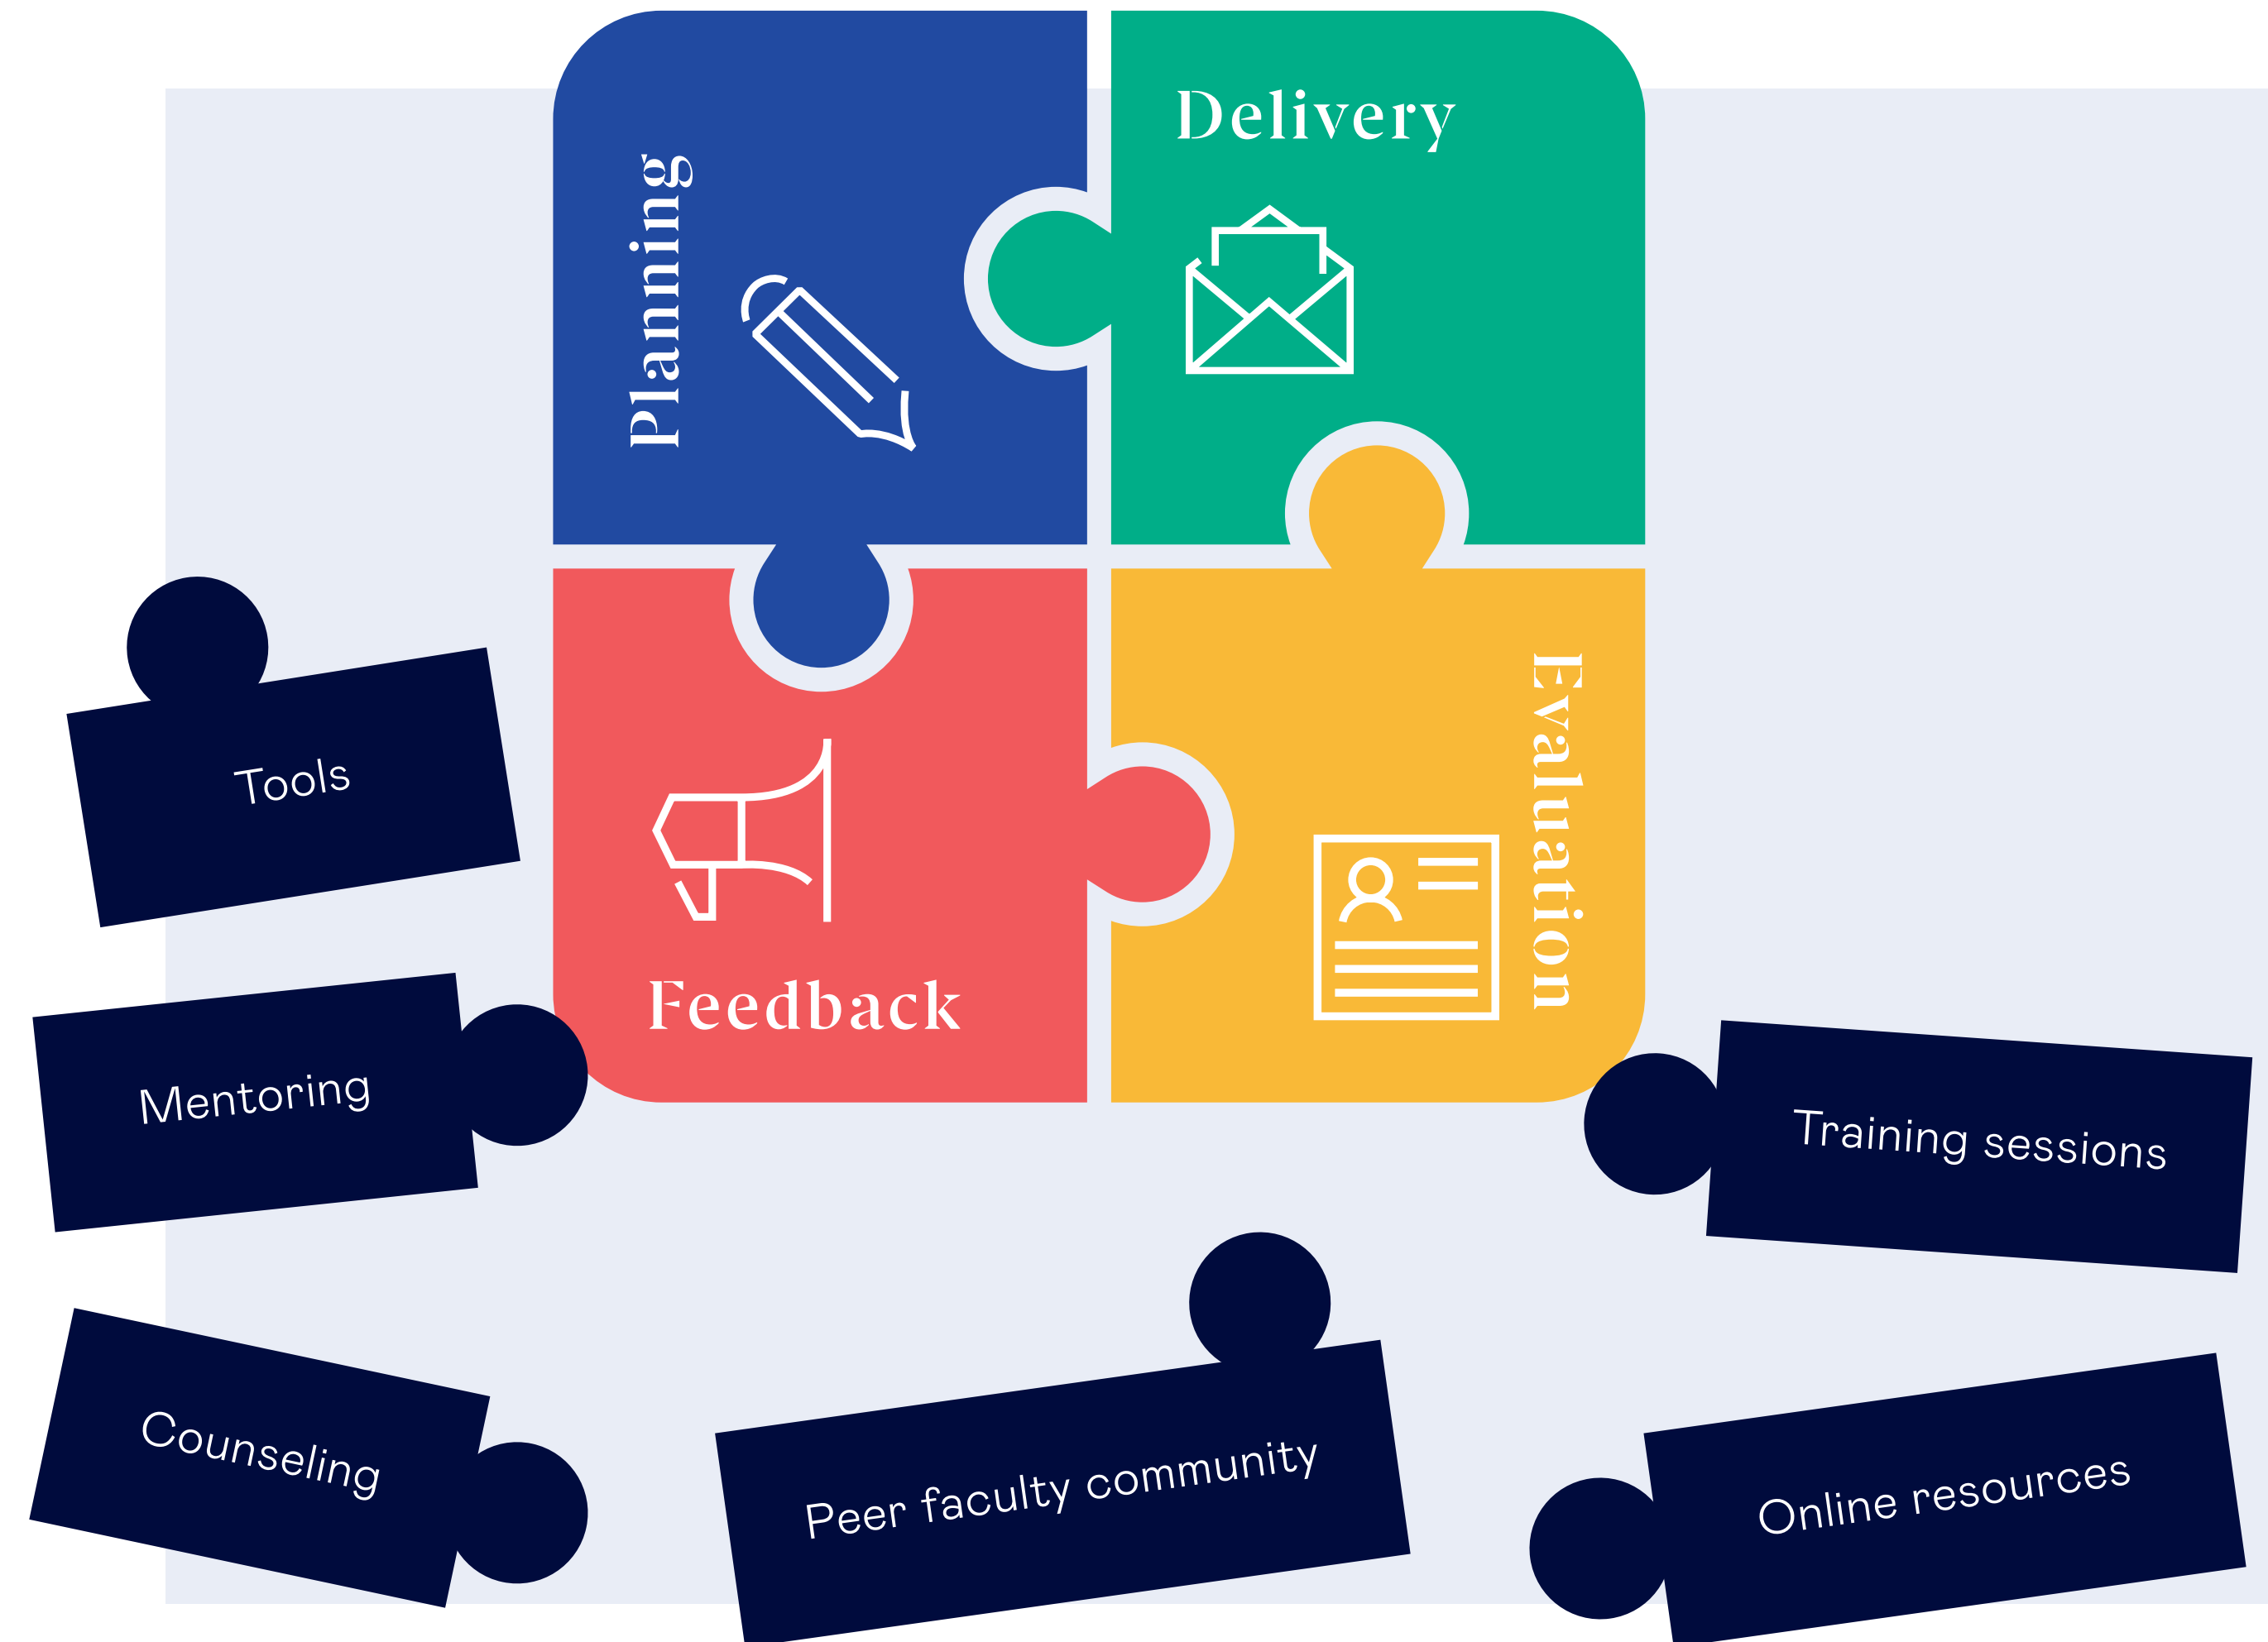 Planning
Delivery
Feedback
Evaluation
Tools
Mentoring
Counseling
Peer faculty community
Training sessions
Online resources